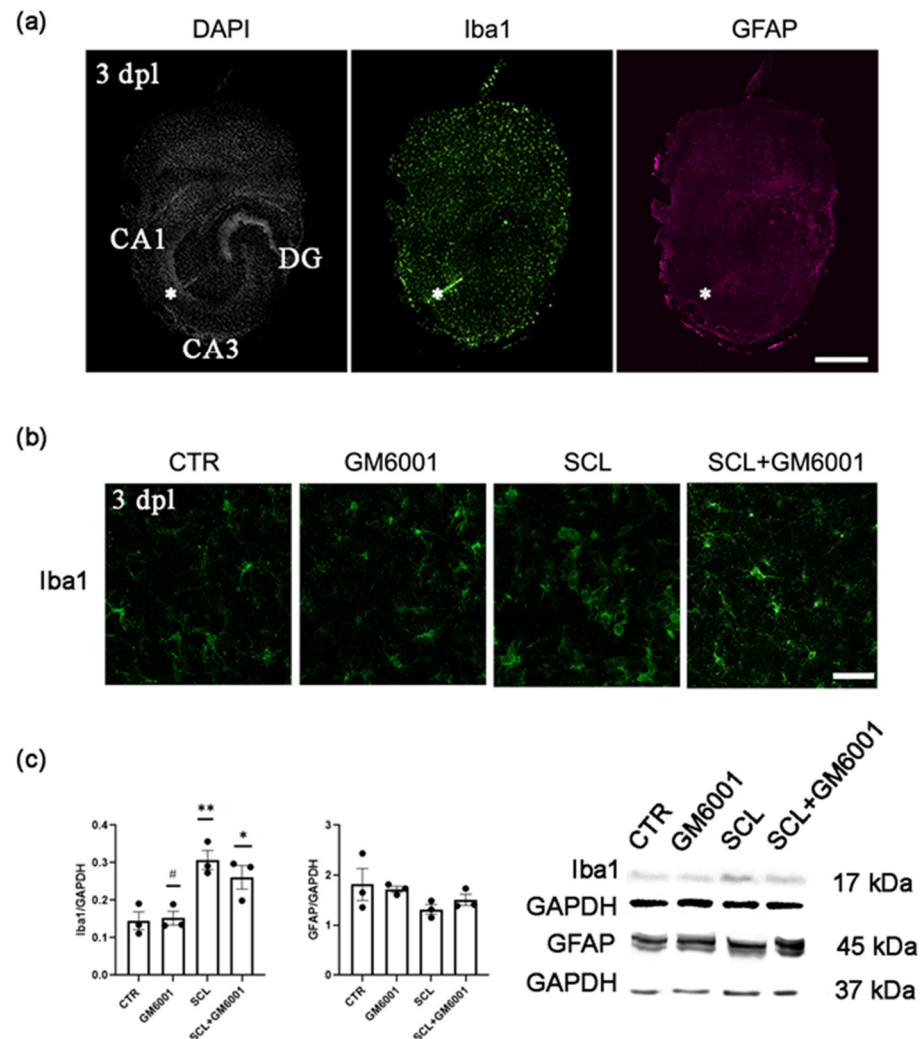 (a)
DAPI Iba1 GFAP
3 dpl
CA1
DG
CA3
*
*
*
(b)
CTR GM6001 SCL SCL+GM6001
3 dpl
Iba1
(c)
Iba1/GAPDH
0.4
0.3
0.2
0.1
0.0
#
**
*
CTR
GM6001
SCL
SCL+GM6001
GFAP/GAPDH
3
2
1
0
CTR
GM6001
SCL
SCL+GM6001
CTR
GM6001
SCL
SCL+GM6001
Iba1 17 kDa
GAPDH
GFAP 45 kDa
GAPDH 37 kDa